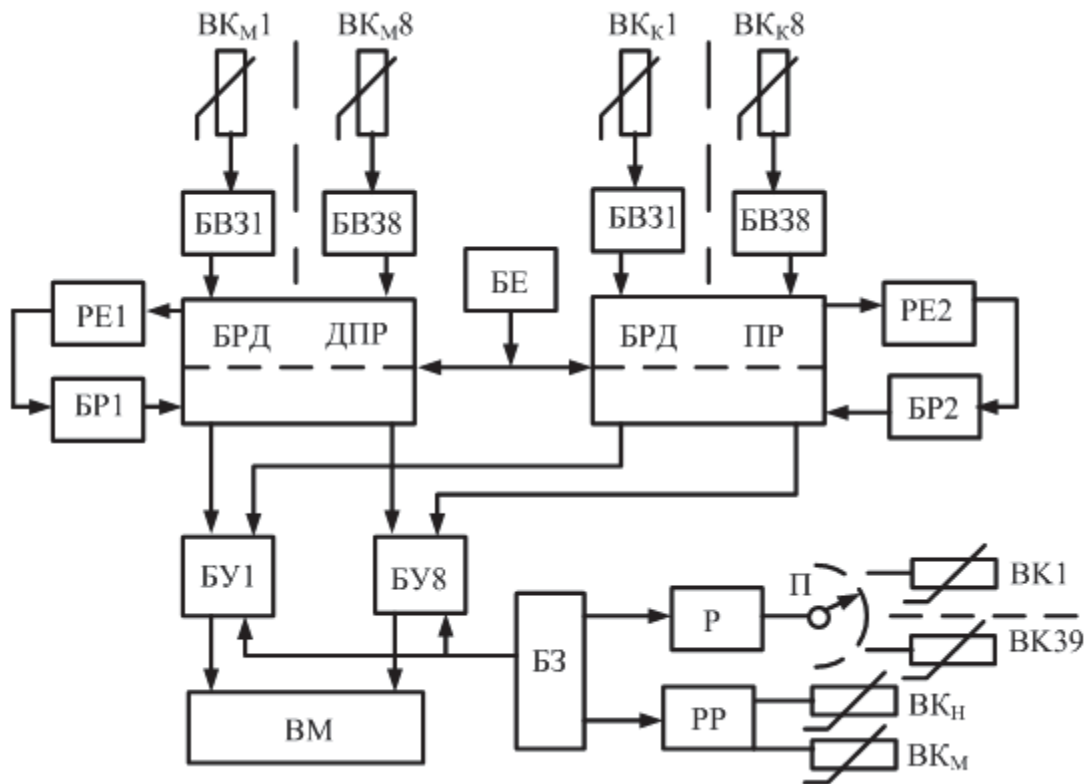 ВКМ1 ВКМ8 ВКК1 ВКК8
БВЗ1 БВЗ8 БВЗ1 БВЗ8
БЕ
РЕ1 БРД ДПР БРД ПР РЕ2
БР1 БР2
БУ1 БУ8
П ВК1
Р
БЗ ВК39
РР ВКН
ВМ ВКМ